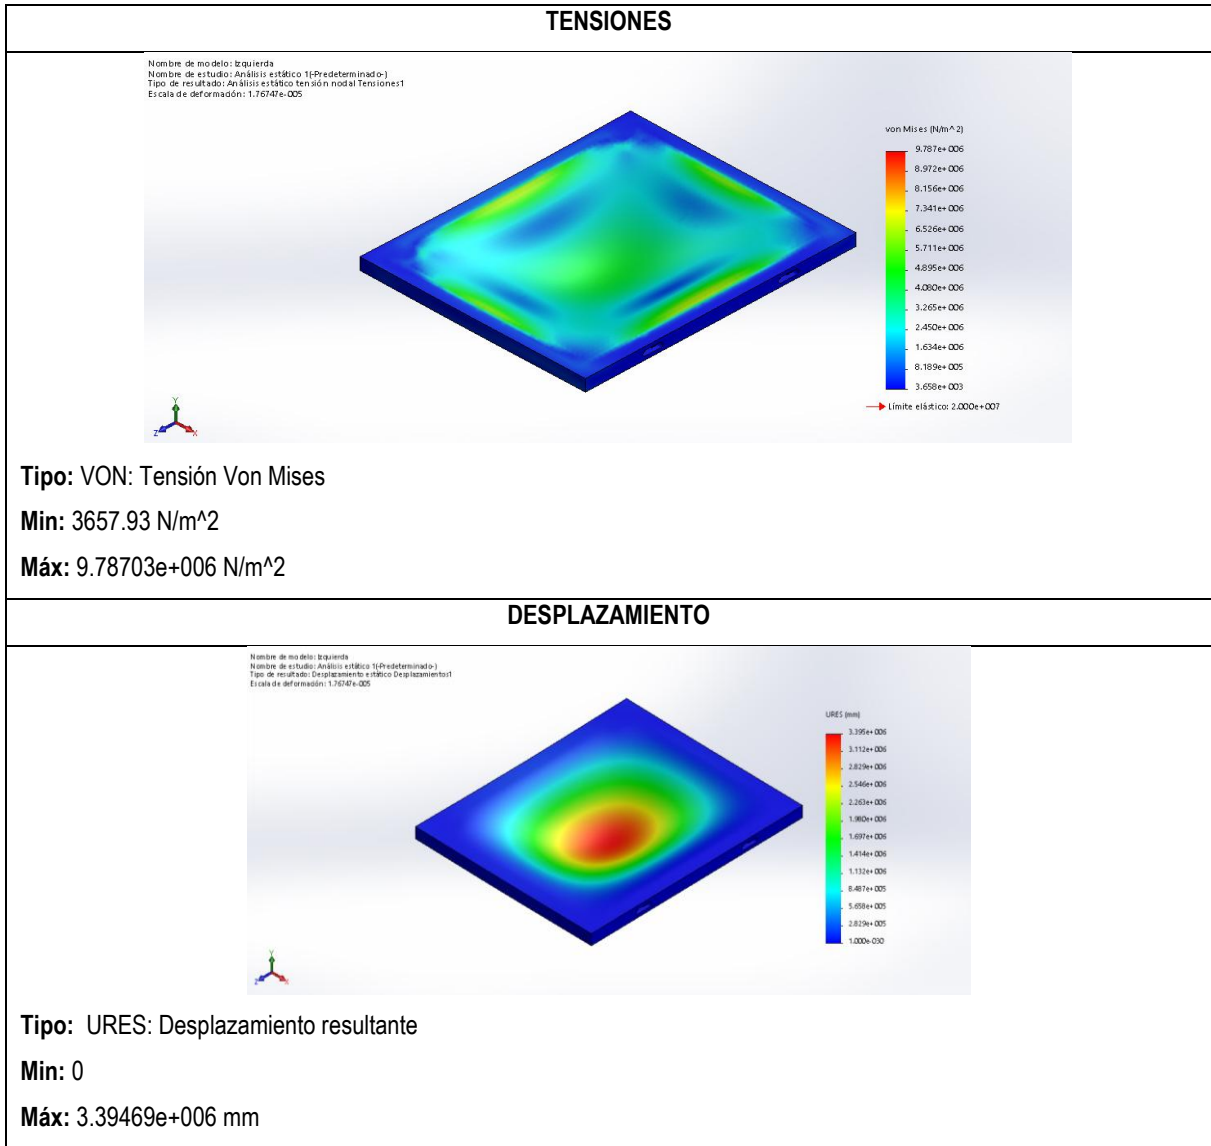 TENSIONES
Nombre de modelo: Izquierda
Nombre de estudio: Análisis estático 1(-Predeterminado-)
Tipo de resultado: Análisis estático tensión nodal Tensiones1
Escala de deformación: 1.76747e-005
von Mises (N/m^2)
9.787e+006
8.972e+006
8.156e+006
7.341e+006
6.526e+006
5.711e+006
4.895e+006
4.080e+006
3.265e+006
2.450e+006
1.634e+006
8.189e+005
3.658e+003
Límite elástico: 2.000e+007
Y
Z
X
Tipo: VON: Tensión Von Mises
Min: 3657.93 N/m^2
Máx: 9.78703e+006 N/m^2
DESPLAZAMIENTO
Nombre de modelo: Izquierda
Nombre de estudio: Análisis estático 1(-Predeterminado-)
Tipo de resultado: Desplazamiento estático Desplazamientos1
Escala de deformación: 1.76747e-005
URES (mm)
3.395e+006
3.112e+006
2.829e+006
2.546e+006
2.263e+006
1.980e+006
1.697e+006
1.414e+006
1.132e+006
8.487e+005
5.658e+005
2.829e+005
1.000e-030
Y
Z
X
Tipo: URES: Desplazamiento resultante
Min: 0
Máx: 3.39469e+006 mm